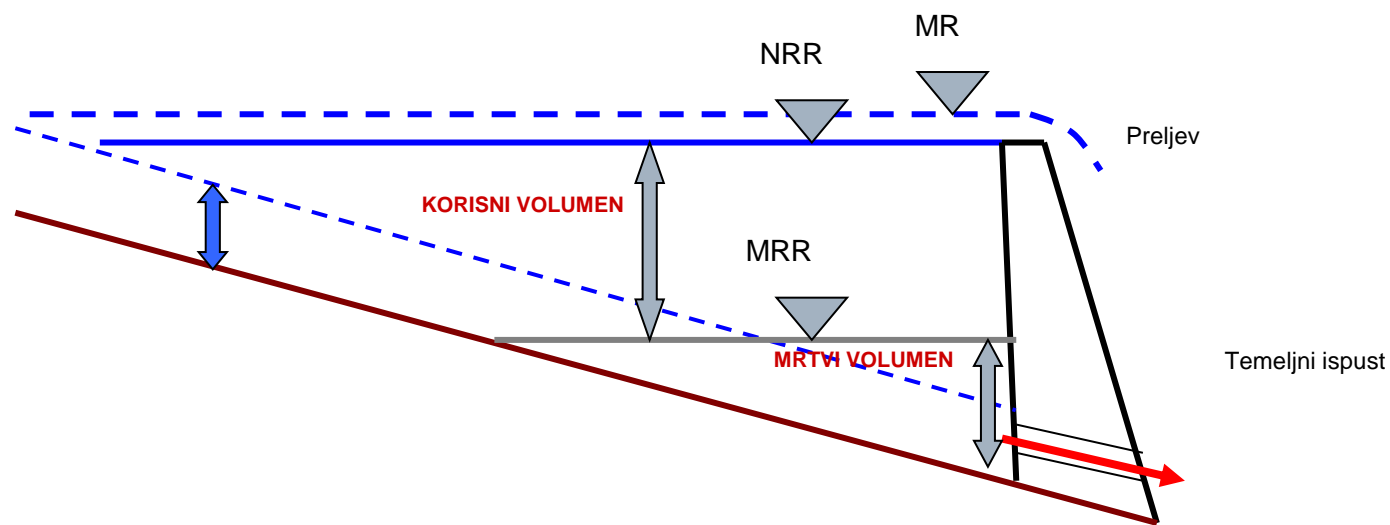 MR
NRR
Preljev
KORISNI VOLUMEN
MRR
MRTVI VOLUMEN
Temeljni ispust